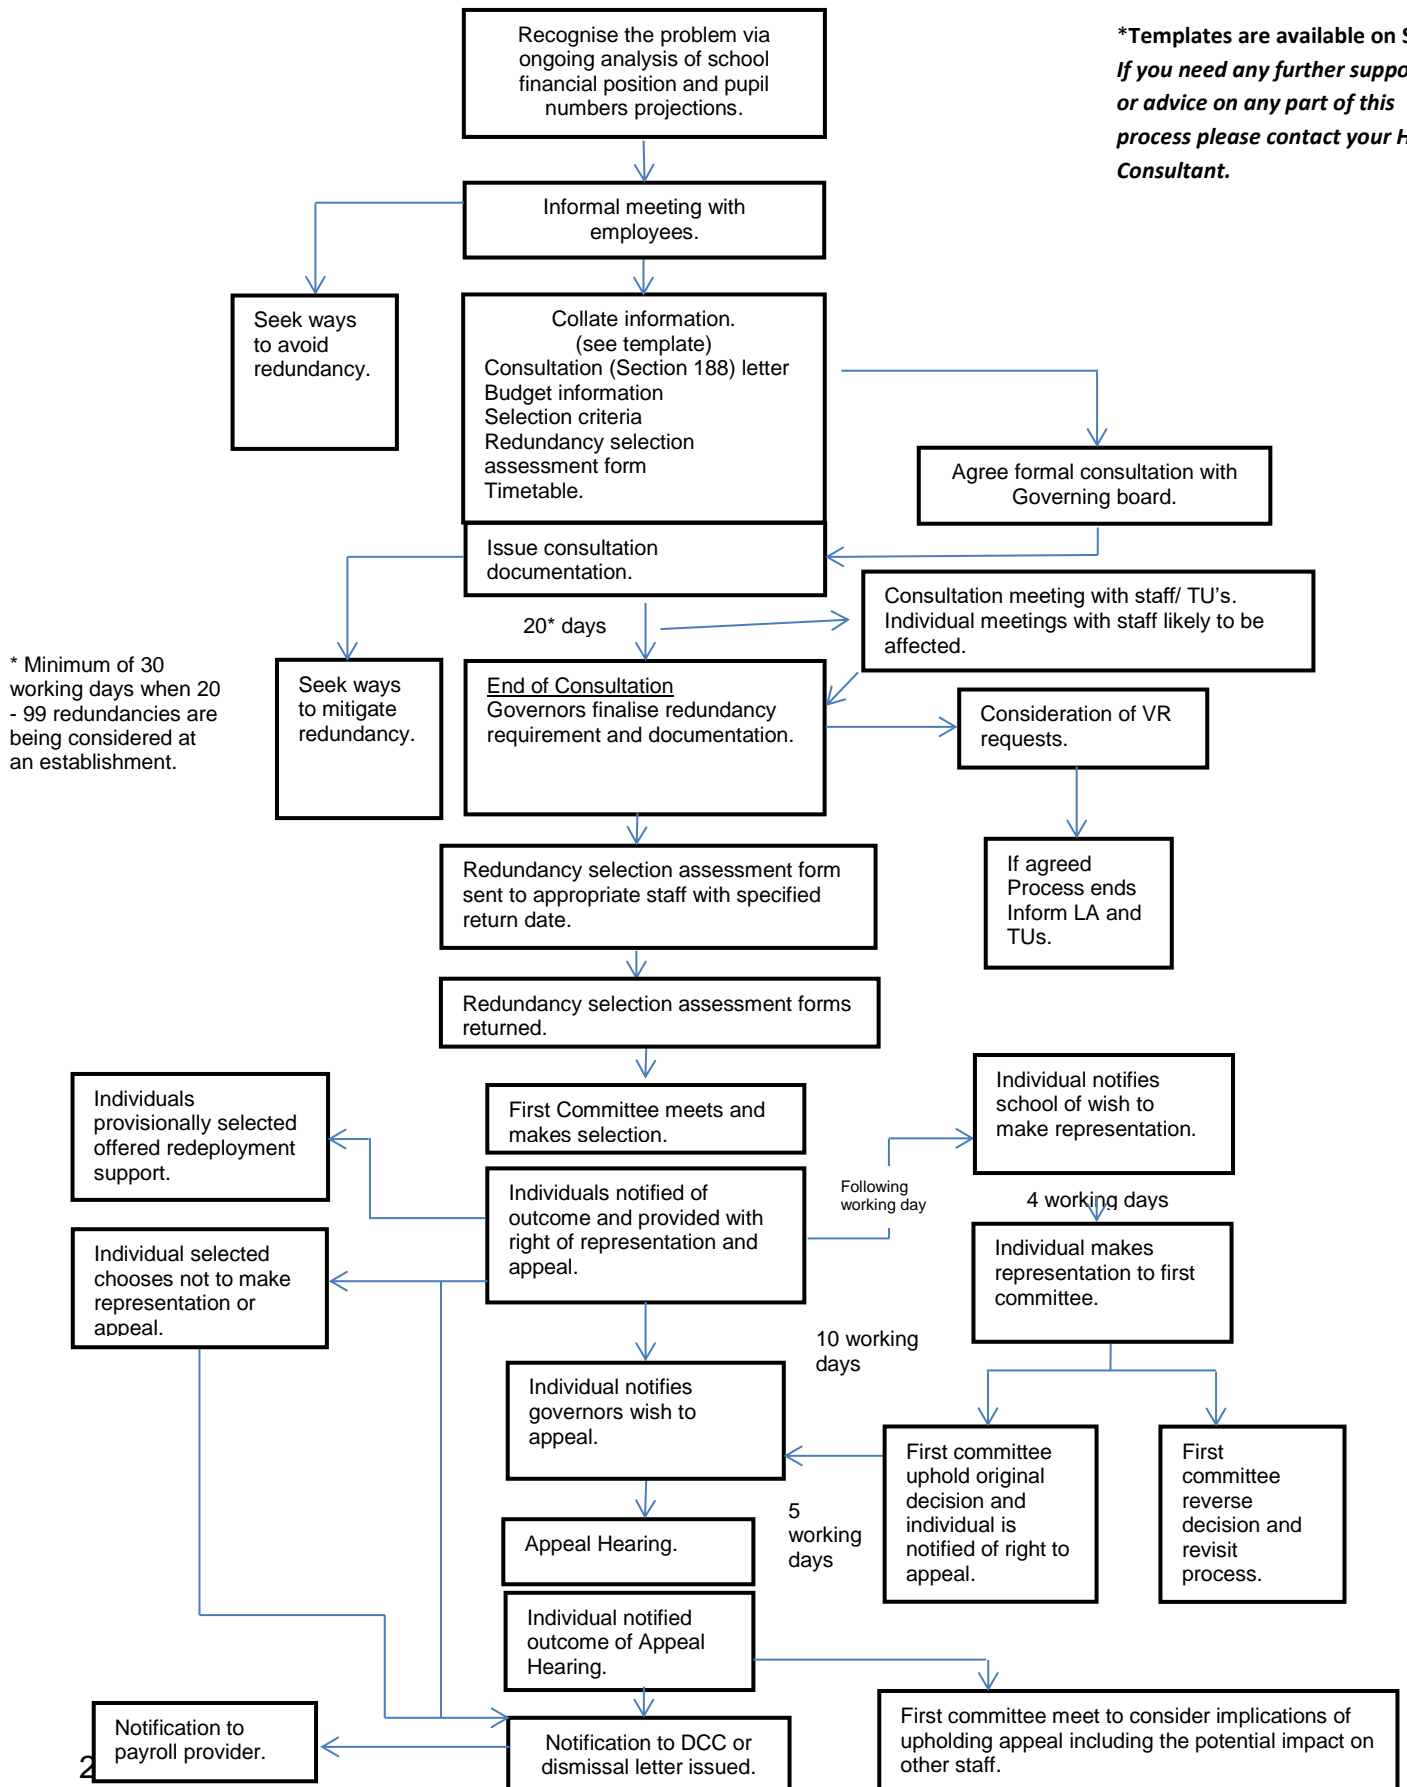 Recognise the problem via
ongoing analysis of school
financial position and pupil
numbers projections.
*Templates are available on
If you need any further
or advice on any part of this
process please contact your
Consultant.
Informal meeting with
employees.
Seek ways
to avoid
redundancy.
Collate information.
(see template)
Consultation (Section 188) letter
Budget information
Selection criteria
Redundancy selection
assessment form
Timetable.
Agree formal consultation with
Governing board.
Issue consultation
documentation.
Consultation meeting with staff/ TU’s.
Individual meetings with staff likely to be
affected.
20* days
* Minimum of 30
working days when 20
- 99 redundancies are
being considered at
an establishment.
Seek ways
to mitigate
redundancy.
End of Consultation
Governors finalise redundancy
requirement and documentation.
Consideration of VR
requests.
If agreed
Process ends
Inform LA and
TUs.
Redundancy selection assessment form
sent to appropriate staff with specified
return date.
Redundancy selection assessment forms
returned.
First Committee meets and
makes selection.
Individuals
provisionally selected
offered redeployment
support.
Individual notifies
school of wish to
make representation.
Individuals notified of
outcome and provided with
right of representation and
appeal.
Following
working day
4 working days
Individual selected
chooses not to make
representation or
appeal.
Individual makes
representation to first
committee.
10 working
days
Individual notifies
governors wish to
appeal.
First committee
uphold original
decision and
individual is
notified of right to
appeal.
First
committee
reverse
decision and
revisit
process.
5
working
days
Appeal Hearing.
Individual notified
outcome of Appeal
Hearing.
Notification to
payroll provider.
Notification to DCC or
dismissal letter issued.
First committee meet to consider implications of
upholding appeal including the potential impact on
other staff.
2